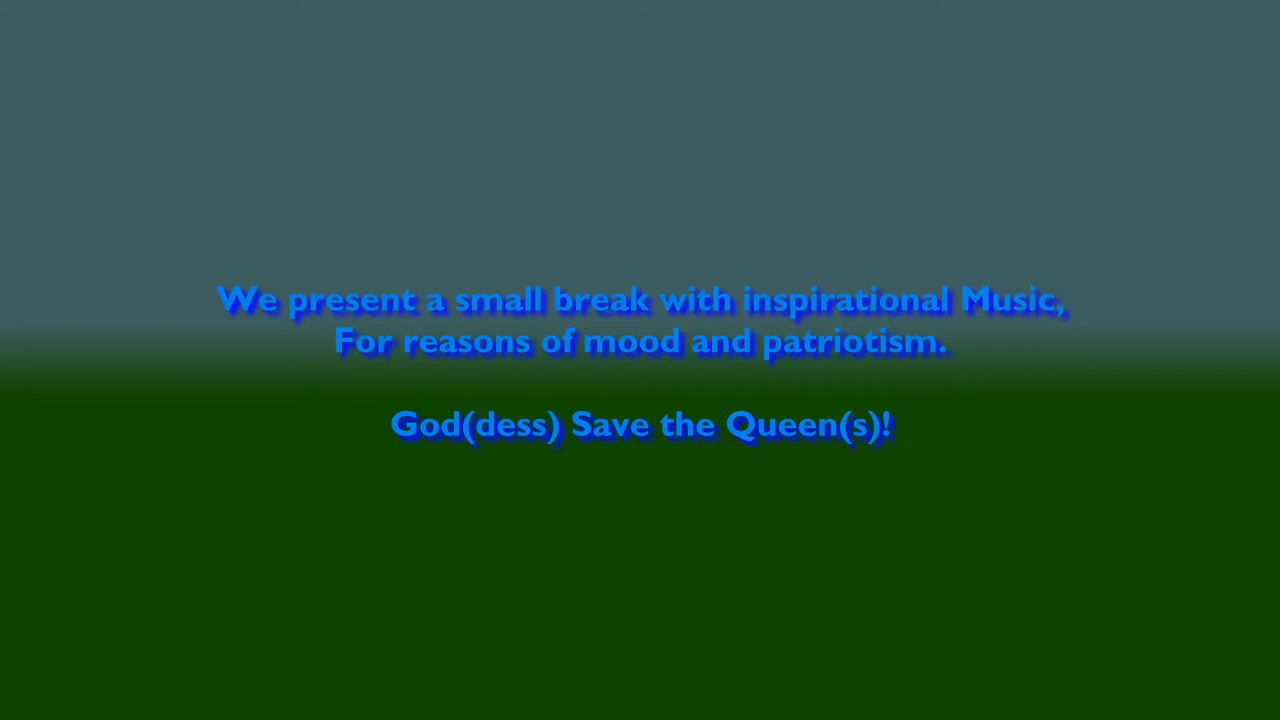 We present a small break with inspirational Music,
For reasons of mood and patriotism.
God(dess) Save the Queen(s)!